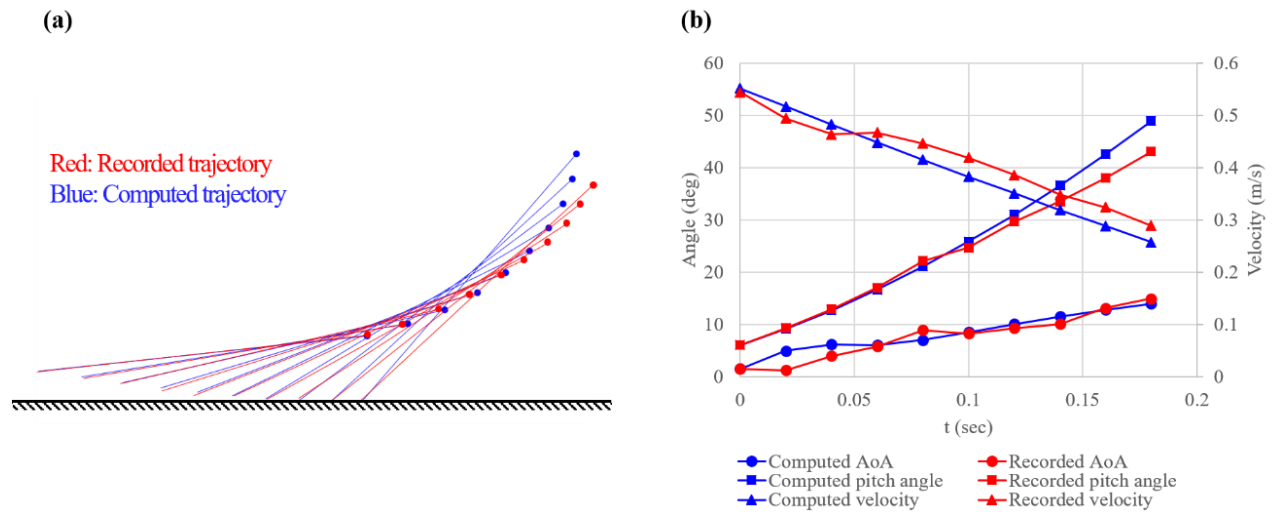 (a)
Red: Recorded trajectory
Blue: Computed trajectory
(b)
60
50
40
30
20
10
0
Angle (deg)
0.6
0.5
0.4
0.3
0.2
0.1
0
Velocity (m/s)
0 0.05 0.1 0.15 0.2
t (sec)
Computed AoA Recorded AoA
Computed pitch angle Recorded pitch angle
Computed velocity Recorded velocity